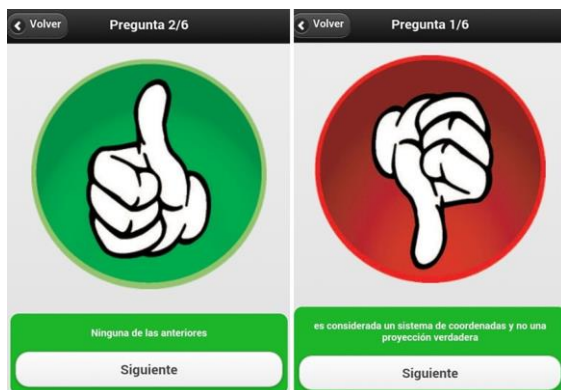 Volver
Pregunta 2/6
Ninguna de las anteriores
Siguiente
Volver
Pregunta 1/6
es considerada un sistema de coordenadas y no una
proyección verdadera
Siguiente